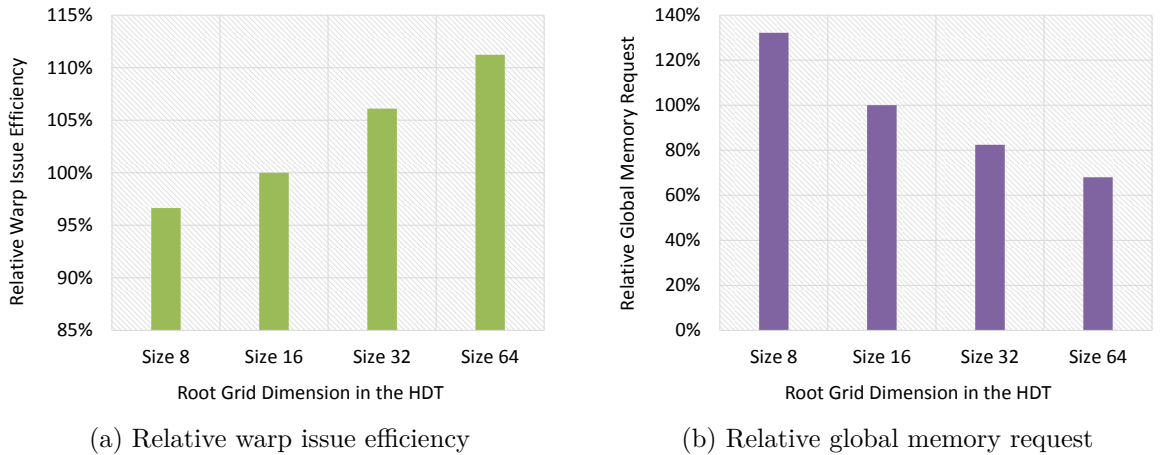 115%
110%
105%
100%
95%
90%
85%
Relative Warp Issue Efficiency
Size 8 Size 16 Size 32 Size 64
Root Grid Dimension in the HDT
(a) Relative warp issue efficiency
140%
120%
100%
80%
60%
40%
20%
0%
Relative Global Memory Request
Size 8 Size 16 Size 32 Size 64
Root Grid Dimension in the HDT
(b) Relative global memory request